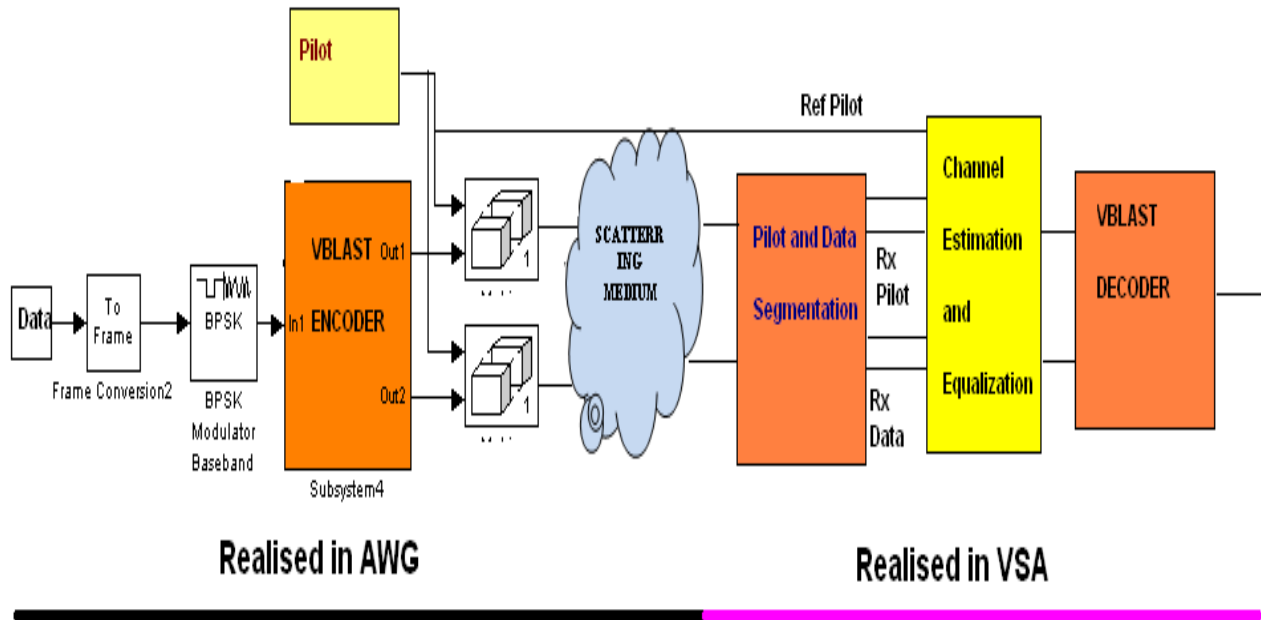 Pilot
Ref Pilot
Data
To
Frame
Frame Conversion2
BPSK
BPSK
Modulator
Baseband
In1
VBLAST
ENCODER
Out1
Out2
Subsystem4
1
1
SCATTERR
ING
MEDIUM
Pilot and Data
Segmentation
Rx
Pilot
Rx
Data
Channel
Estimation
and
Equalization
VBLAST
DECODER
Realised in AWG
Realised in VSA